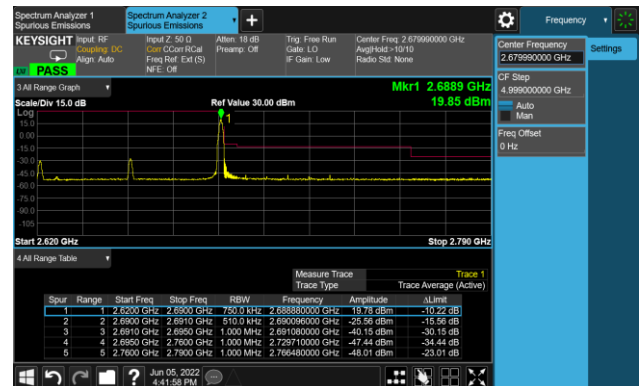 Spectrum Analyzer 1
Spurious Emissions
Spectrum Analyzer 2
Spurious Emissions
Frequency
KEYSIGHT
Input: RF
Coupling: DC
Align: Auto
Input Z: 50 Ω
Corr CCorr RCal
Freq Ref: Ext (S)
NFE: Off
Atten: 18 dB
Preamp: Off
Trig: Free Run
Gate: LO
IF Gain: Low
Center Freq: 2.679990000 GHz
Avg|Hold:>10/10
Radio Std: None
PASS
3 All Range Graph
Mkr1 2.6889 GHz
19.85 dBm
Scale/Div 15.0 dB
Ref Value 30.00 dBm
Log
15.0
0.00
-15.0
-30.0
-45.0
-60.0
-75.0
-90.0
-105
1
Start 2.620 GHz
Stop 2.790 GHz
4 All Range Table
Measure Trace Trace 1
Trace Type Trace Average (Active)
Spur Range Start Freq Stop Freq RBW Frequency Amplitude ΔLimit
1 1 2.6200 GHz 2.6900 GHz 750.0 kHz 2.688880000 GHz 19.78 dBm -10.22 dB
2 2 2.6900 GHz 2.6910 GHz 510.0 kHz 2.690096000 GHz -25.56 dBm -15.56 dB
3 3 2.6910 GHz 2.6950 GHz 1.000 MHz 2.691080000 GHz -40.15 dBm -30.15 dB
4 4 2.6950 GHz 2.7600 GHz 1.000 MHz 2.729710000 GHz -47.44 dBm -34.44 dB
5 5 2.7600 GHz 2.7900 GHz 1.000 MHz 2.766480000 GHz -48.01 dBm -23.01 dB
Jun 05, 2022
4:41:58 PM
Center Frequency
2.679990000 GHz
Settings
CF Step
4.999000000 GHz
Auto
Man
Freq Offset
0 Hz